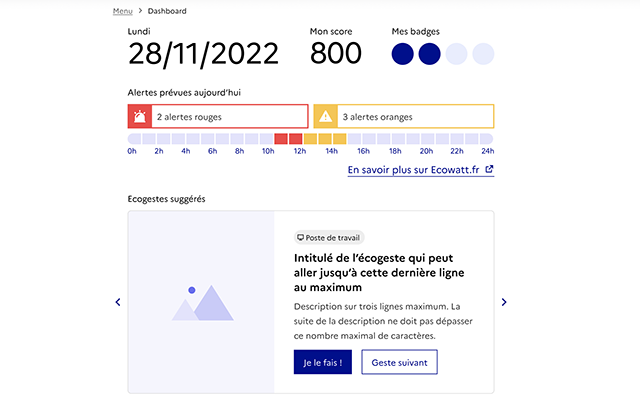 Menu > Dashboard
Lundi
28/11/2022
Mon score
800
Mes badges
Alertes prévues aujourd'hui
2 alertes rouges
3 alertes oranges
0h 2h 4h 6h 8h 10h 12h 14h 16h 18h 20h 22h 24h
En savoir plus sur Ecowatt.fr
Ecogestes suggérés
Poste de travail
Intitulé de l'écogeste qui peut
aller jusqu'à cette dernière ligne
au maximum
Description sur trois lignes maximum. La
suite de la description ne doit pas dépasser
ce nombre maximal de caractères.
Je le fais !
Geste suivant